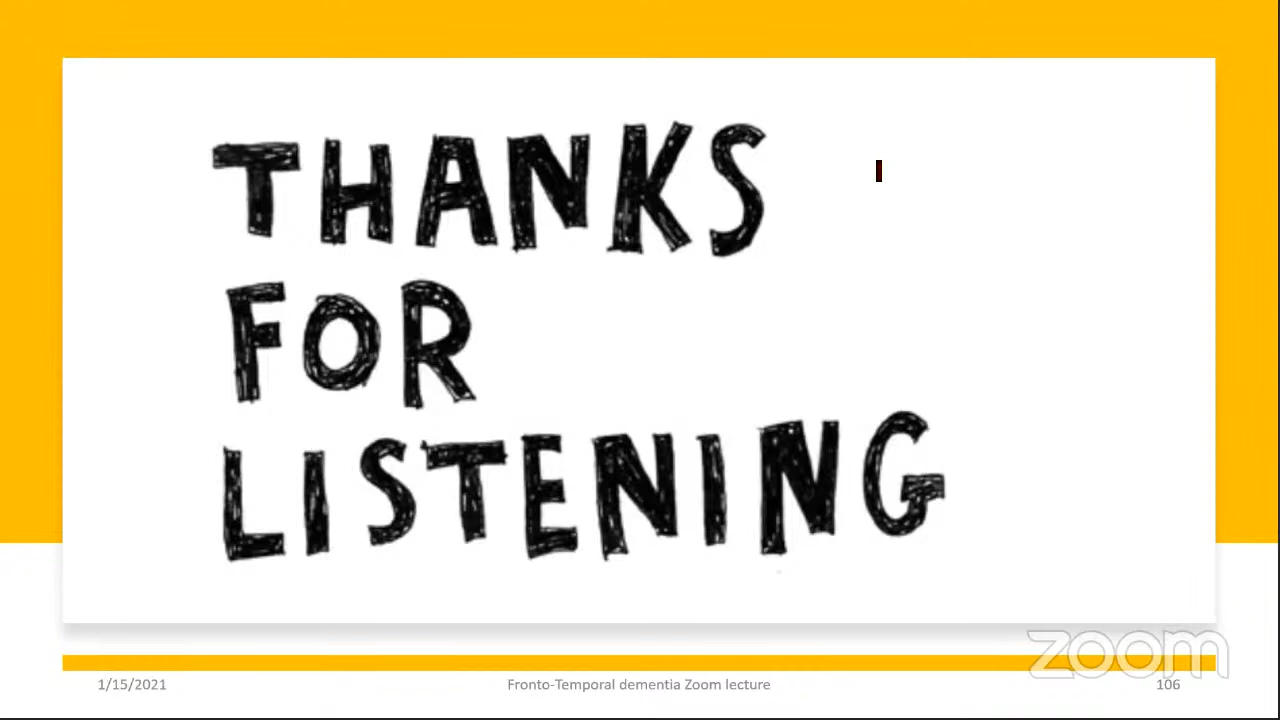 THANKS
FOR
LISTENING
zoom
1/15/2021 Fronto-Temporal dementia Zoom lecture 106